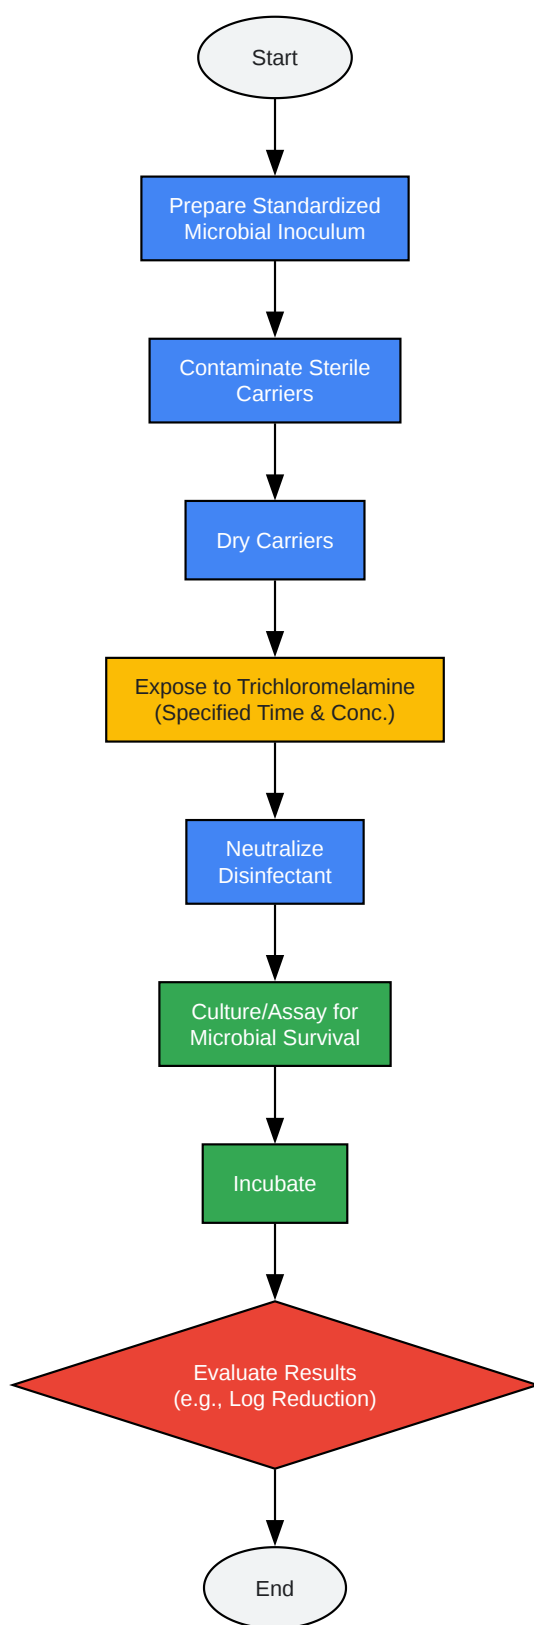 Start
Prepare Standardized
Microbial Inoculum
Contaminate Sterile
Carriers
Dry Carriers
Expose to Trichloromelamine
(Specified Time & Conc.)
Neutralize
Disinfectant
Culture/Assay for
Microbial Survival
Incubate
Evaluate Results
(e.g., Log Reduction)
End